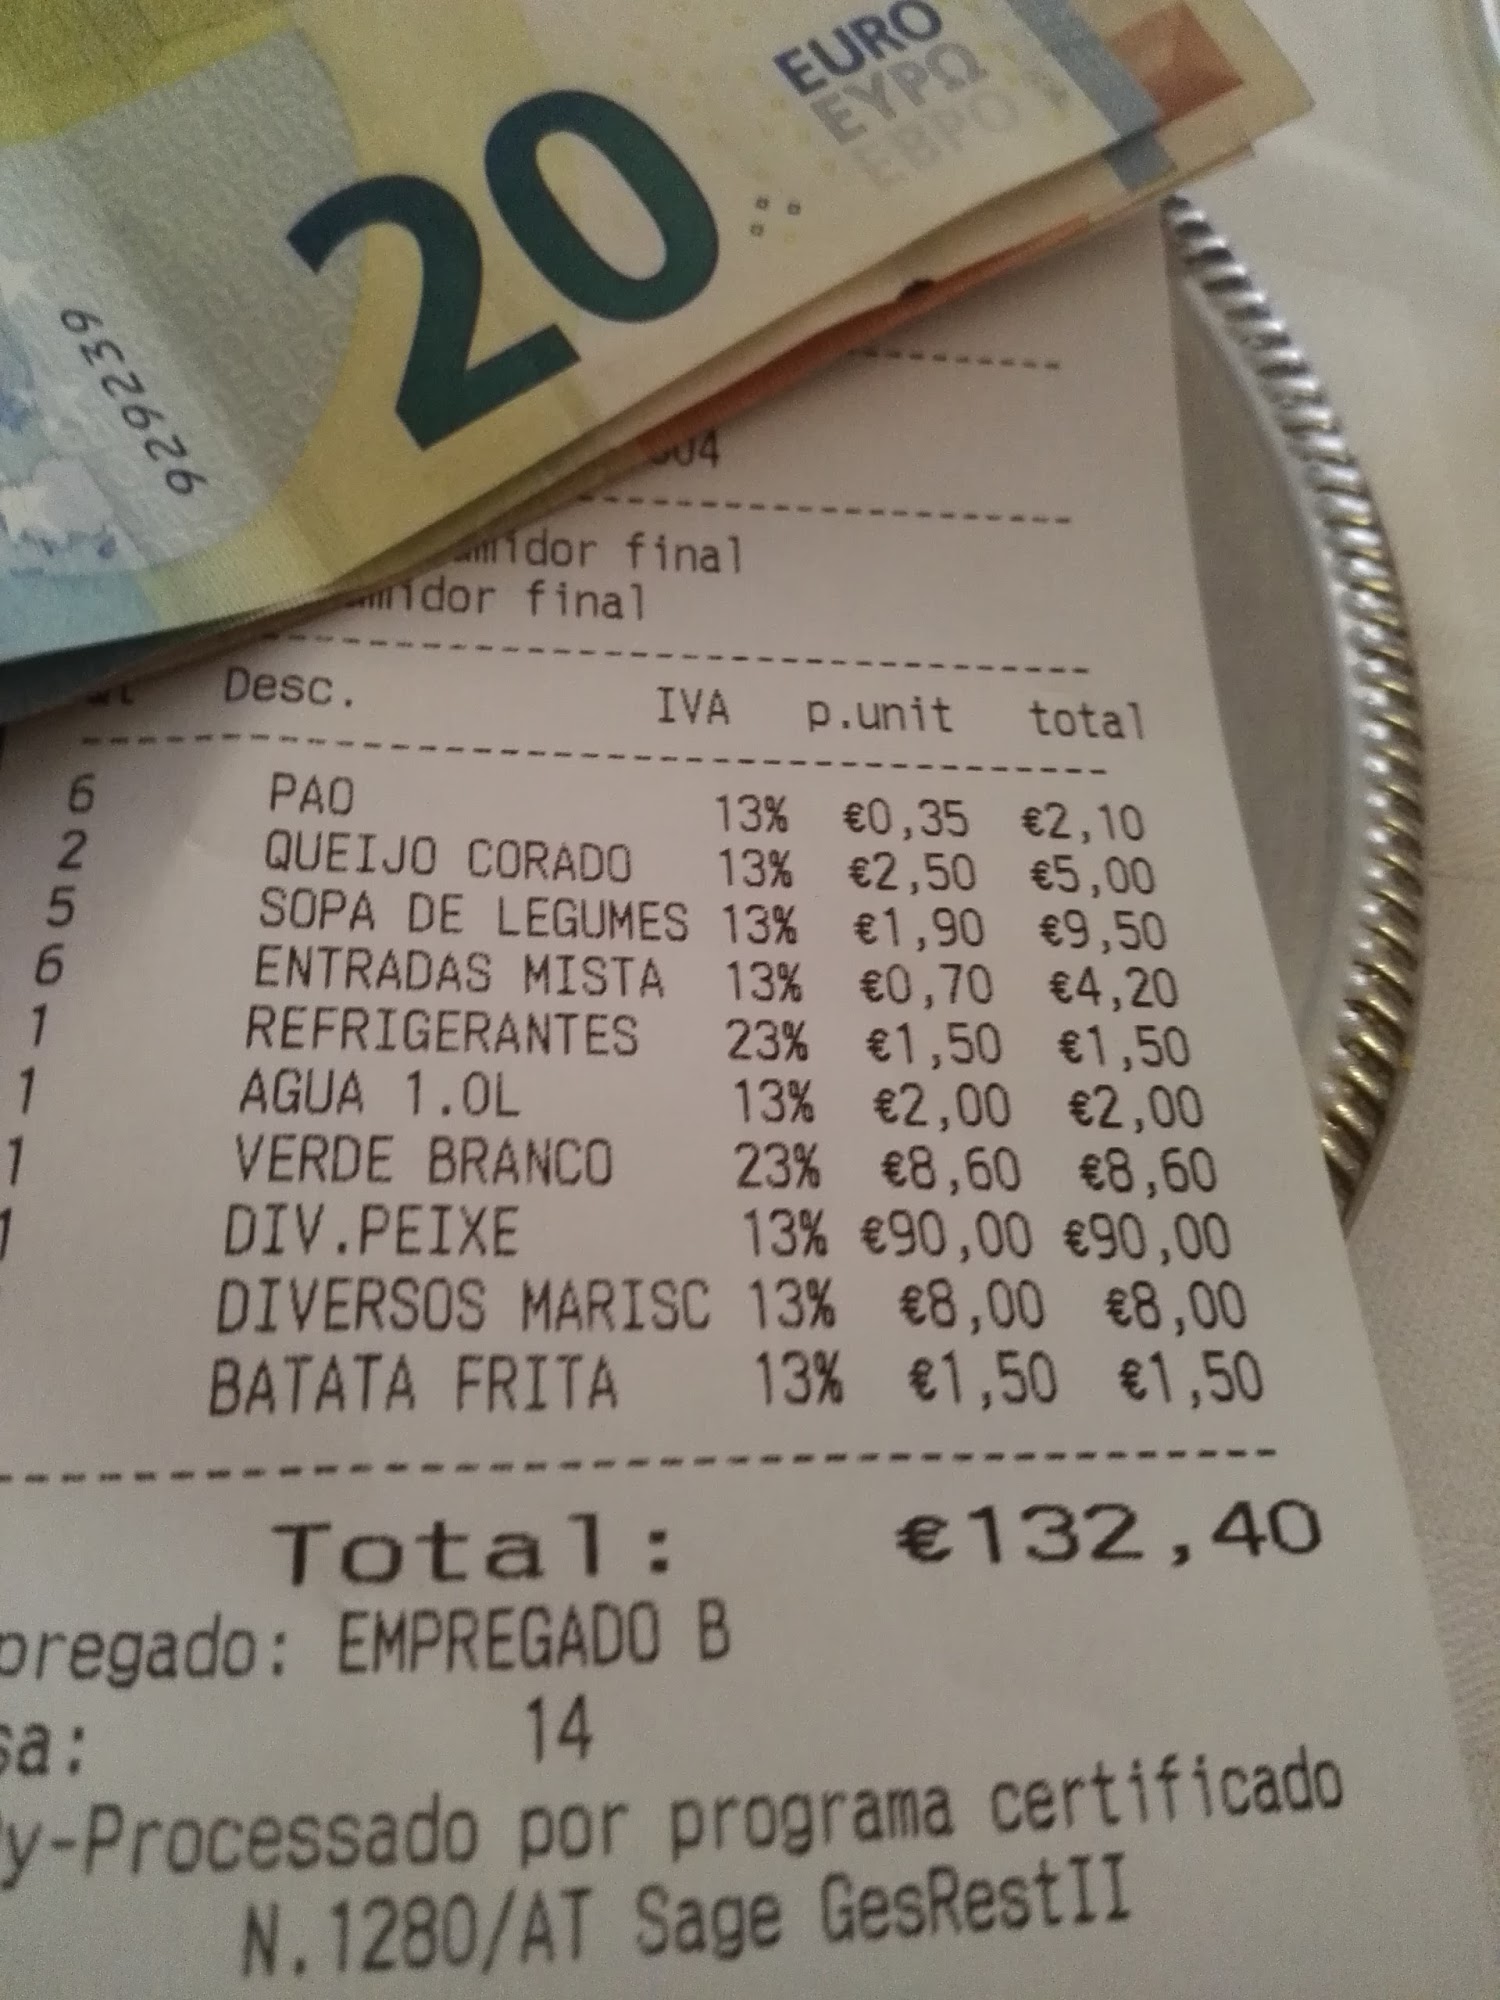 20
EURO
ΕΥΡΩ
ЕВРО
929239
final
final
Desc. IVA p.unit total
6 PAO 13% €0,35 €2,10
2 QUEIJO CORADO 13% €2,50 €5,00
5 SOPA DE LEGUMES 13% €1,90 €9,50
6 ENTRADAS MISTA 13% €0,70 €4,20
1 REFRIGERANTES 23% €1,50 €1,50
1 AGUA 1.0L 13% €2,00 €2,00
1 VERDE BRANCO 23% €8,60 €8,60
1 DIV.PEIXE 13% €90,00 €90,00
DIVERSOS MARISC 13% €8,00 €8,00
BATATA FRITA 13% €1,50 €1,50
Total: €132,40
pregado: EMPREGADO B
sa: 14
y-Processado por programa certificado
N.1280/AT Sage GesRestII